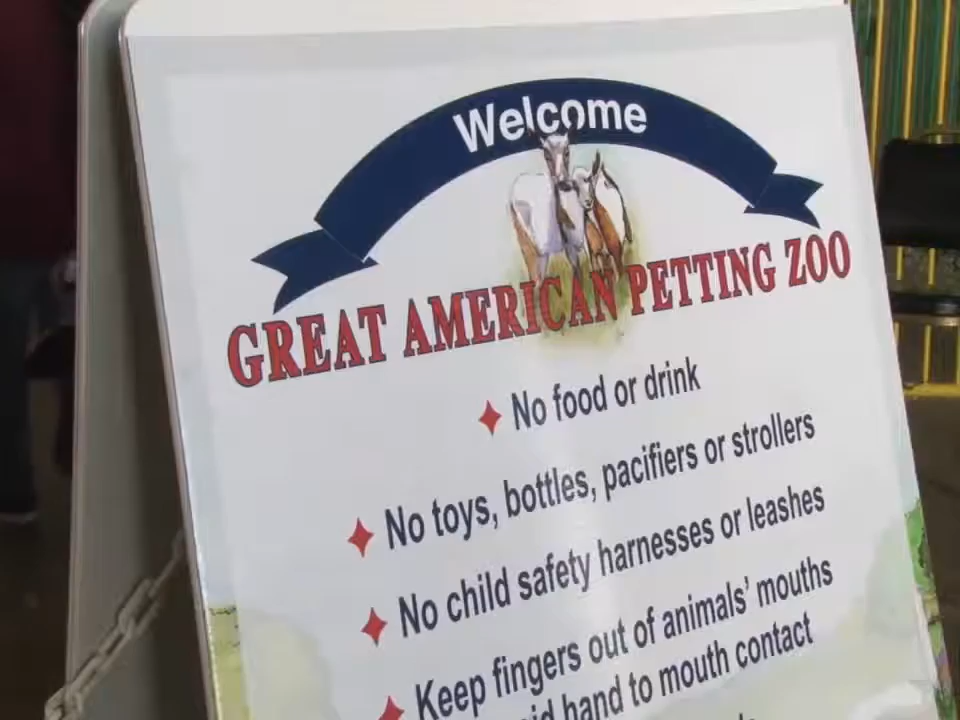 Welcome
GREAT AMERICAN PETTING ZOO
No food or drink
No toys, bottles, pacifiers or strollers
No child safety harnesses or leashes
Keep fingers out of animals' mouths
hand to mouth contact